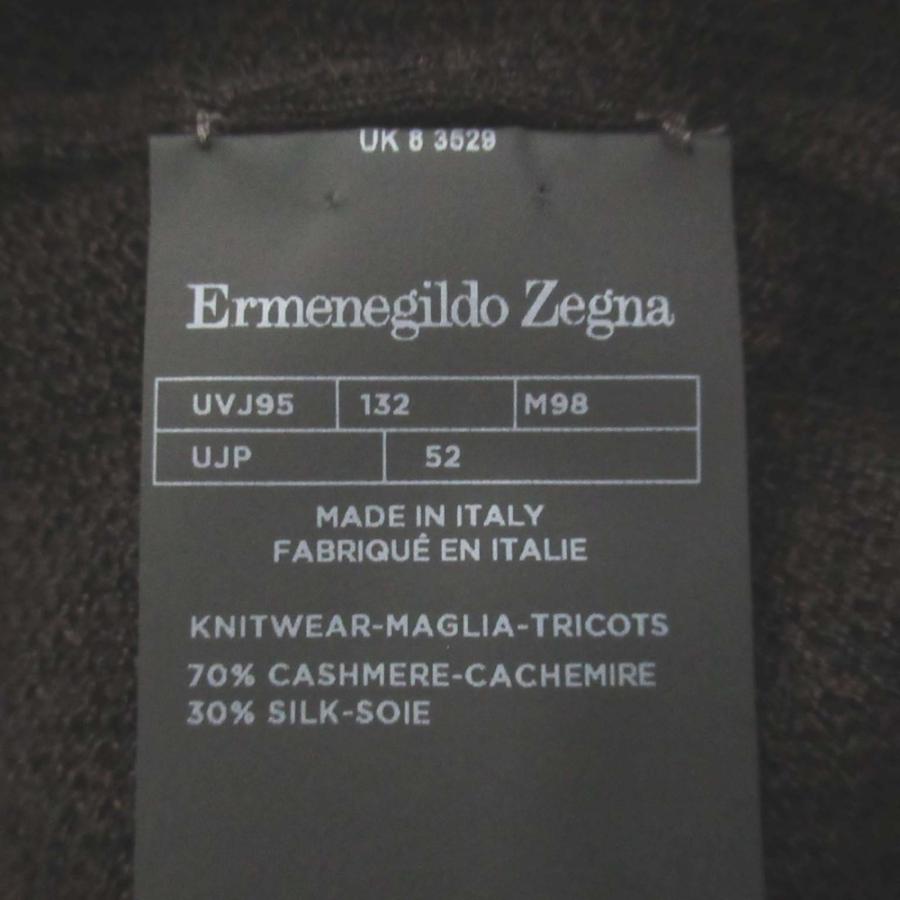 UK 8 3529
Ermenegildo Zegna
UVJ95 132 M98
UJP 52
MADE IN ITALY
FABRIQUÉ EN ITALIE
KNITWEAR-MAGLIA-TRICOTS
70% CASHMERE-CACHEMIRE
30% SILK-SOIE